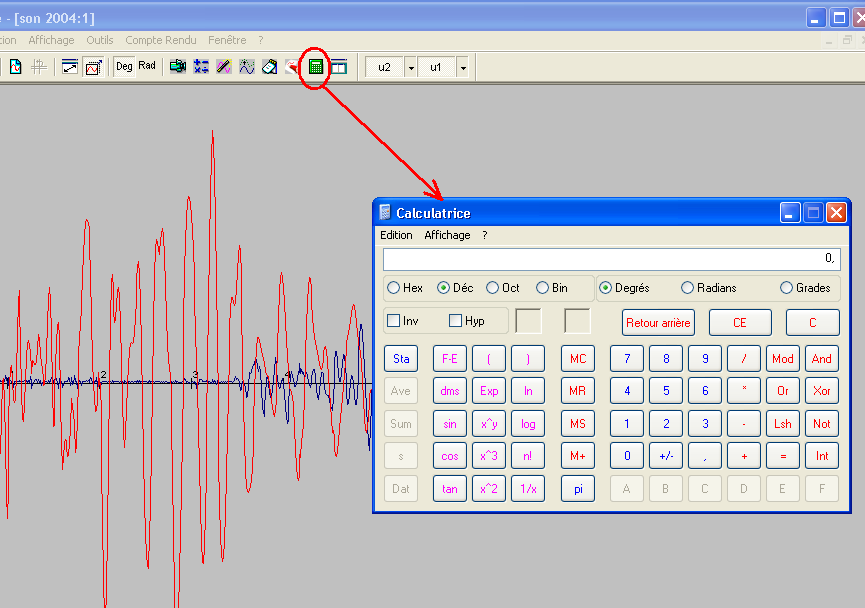 - [son 2004:1]
tion Affichage Outils Compte Rendu Fenêtre ?
Deg Rad u2 u1
2 3 4
Calculatrice
Edition Affichage ?
0,
Hex Déc Oct Bin Degrés Radians Grades
Inv Hyp Retour arrière CE C
Sta F-E ( ) MC 7 8 9 / Mod And
Ave dms Exp ln MR 4 5 6 * Or Xor
Sum sin x^y log MS 1 2 3 - Lsh Not
s cos x^3 n! M+ 0 +/- , + = Int
Dat tan x^2 1/x pi A B C D E F